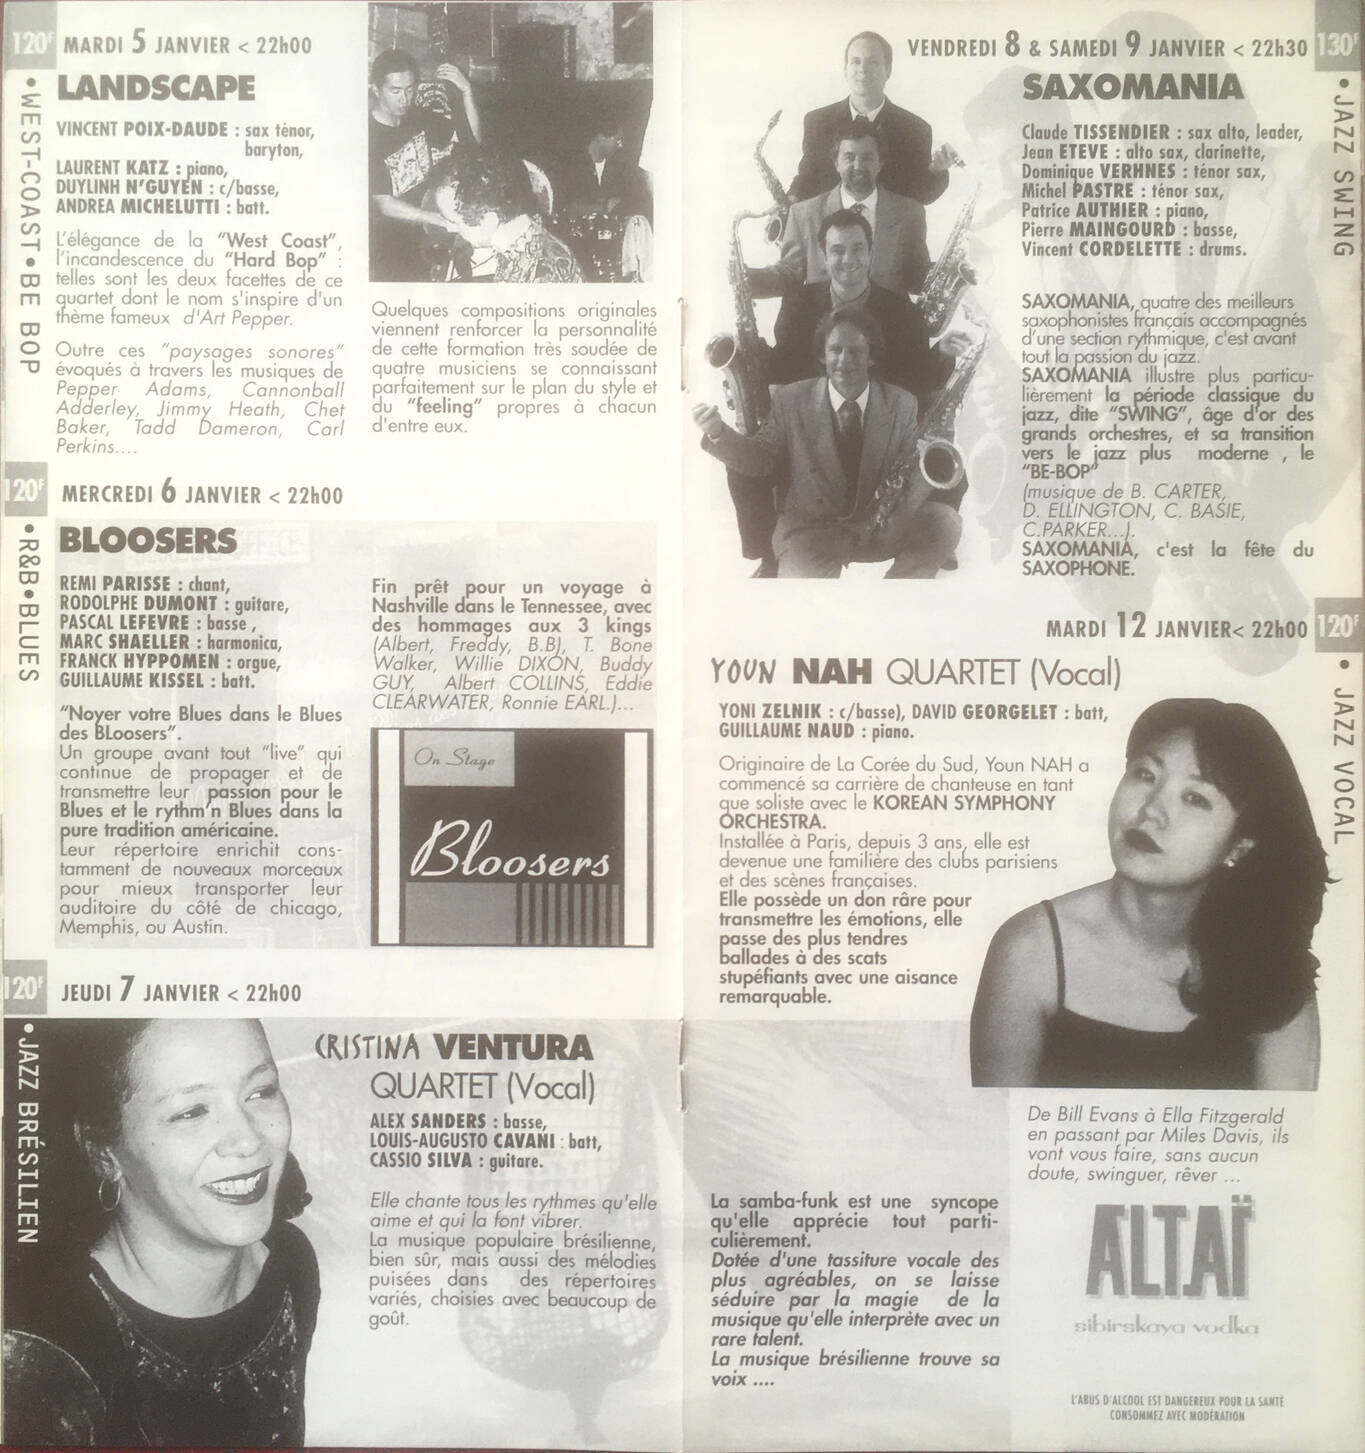 120F MARDI 5 JANVIER < 22h00
• WEST-COAST • BE BOP
LANDSCAPE
VINCENT POIX-DAUDE : sax ténor,
baryton,
LAURENT KATZ : piano,
DUYLINH N'GUYEN : c/basse,
ANDREA MICHELUTTI : batt.
L'élégance de la "West Coast",
l'incandescence du "Hard Bop" :
telles sont les deux facettes de ce
quartet dont le nom s'inspire d'un
thème fameux d'Art Pepper.
Outre ces "paysages sonores"
évoqués à travers les musiques de
Pepper Adams, Cannonball
Adderley, Jimmy Heath, Chet
Baker, Tadd Dameron, Carl
Perkins....
Quelques compositions originales
viennent renforcer la personnalité
de cette formation très soudée de
quatre musiciens se connaissant
parfaitement sur le plan du style et
du "feeling" propres à chacun
d'entre eux.
120F MERCREDI 6 JANVIER < 22h00
• R&B • BLUES
BLOOSERS
REMI PARISSE : chant,
RODOLPHE DUMONT : guitare,
PASCAL LEFEVRE : basse ,
MARC SHAELLER : harmonica,
FRANCK HYPPOMEN : orgue,
GUILLAUME KISSEL : batt.
"Noyer votre Blues dans le Blues
des BLoosers".
Un groupe avant tout "live" qui
continue de propager et de
transmettre leur passion pour le
Blues et le rythm'n Blues dans la
pure tradition américaine.
Leur répertoire enrichit cons-
tamment de nouveaux morceaux
pour mieux transporter leur
auditoire du côté de chicago,
Memphis, ou Austin.
Fin prêt pour un voyage à
Nashville dans le Tennessee, avec
des hommages aux 3 kings
(Albert, Freddy, B.B), T. Bone
Walker, Willie DIXON, Buddy
GUY, Albert COLLINS, Eddie
CLEARWATER, Ronnie EARL.)...
On Stage
Bloosers
120F JEUDI 7 JANVIER < 22h00
• JAZZ BRÉSILIEN
CRISTINA VENTURA
QUARTET (Vocal)
ALEX SANDERS : basse,
LOUIS-AUGUSTO CAVANI : batt,
CASSIO SILVA : guitare.
Elle chante tous les rythmes qu'elle
aime et qui la font vibrer.
La musique populaire brésilienne,
bien sûr, mais aussi des mélodies
puisées dans des répertoires
variés, choisies avec beaucoup de
goût.
La samba-funk est une syncope
qu'elle apprécie tout parti-
culièrement.
Dotée d'une tassiture vocale des
plus agréables, on se laisse
séduire par la magie de la
musique qu'elle interprète avec un
rare talent.
La musique brésilienne trouve sa
voix ....
VENDREDI 8 & SAMEDI 9 JANVIER < 22h30 130F
• JAZZ SWING
SAXOMANIA
Claude TISSENDIER : sax alto, leader,
Jean ETEVE : alto sax, clarinette,
Dominique VERHNES : ténor sax,
Michel PASTRE : ténor sax,
Patrice AUTHIER : piano,
Pierre MAINGOURD : basse,
Vincent CORDELETTE : drums.
SAXOMANIA, quatre des meilleurs
saxophonistes français accompagnés
d'une section rythmique, c'est avant
tout la passion du jazz.
SAXOMANIA illustre plus particu-
lièrement la période classique du
jazz, dite "SWING", âge d'or des
grands orchestres, et sa transition
vers le jazz plus moderne , le
"BE-BOP"
(musique de B. CARTER,
D. ELLINGTON, C. BASIE,
C.PARKER...).
SAXOMANIA, c'est la fête du
SAXOPHONE.
MARDI 12 JANVIER< 22h00 120F
• JAZZ VOCAL
YOUN NAH QUARTET (Vocal)
YONI ZELNIK : c/basse), DAVID GEORGELET : batt,
GUILLAUME NAUD : piano.
Originaire de La Corée du Sud, Youn NAH a
commencé sa carrière de chanteuse en tant
que soliste avec le KOREAN SYMPHONY
ORCHESTRA.
Installée à Paris, depuis 3 ans, elle est
devenue une familière des clubs parisiens
et des scènes françaises.
Elle possède un don râre pour
transmettre les émotions, elle
passe des plus tendres
ballades à des scats
stupéfiants avec une aisance
remarquable.
De Bill Evans à Ella Fitzgerald
en passant par Miles Davis, ils
vont vous faire, sans aucun
doute, swinguer, rêver ...
ALTAÏ
sibirskaya vodka
L'ABUS D'ALCOOL EST DANGEREUX POUR LA SANTÉ
CONSOMMEZ AVEC MODÉRATION